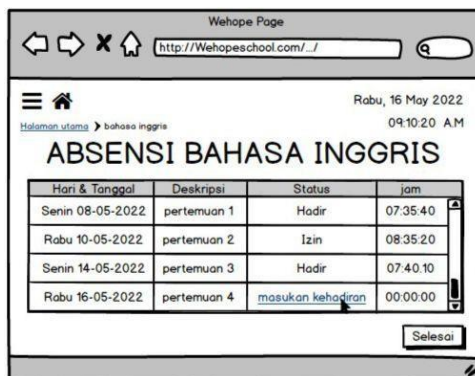 Wehope Page
http://Wehopeschool.com/.../
Rabu, 16 May 2022
Halaman utama bahasa inggris
09:10:20 A.M
ABSENSI BAHASA INGGRIS
Hari & Tanggal Deskripsi Status jam
Senin 08-05-2022 pertemuan 1 Hadir 07:35:40
Rabu 10-05-2022 pertemuan 2 Izin 08:35:20
Senin 14-05-2022 pertemuan 3 Hadir 07:40.10
Rabu 16-05-2022 pertemuan 4 masukan kehadiran 00:00:00
Selesai